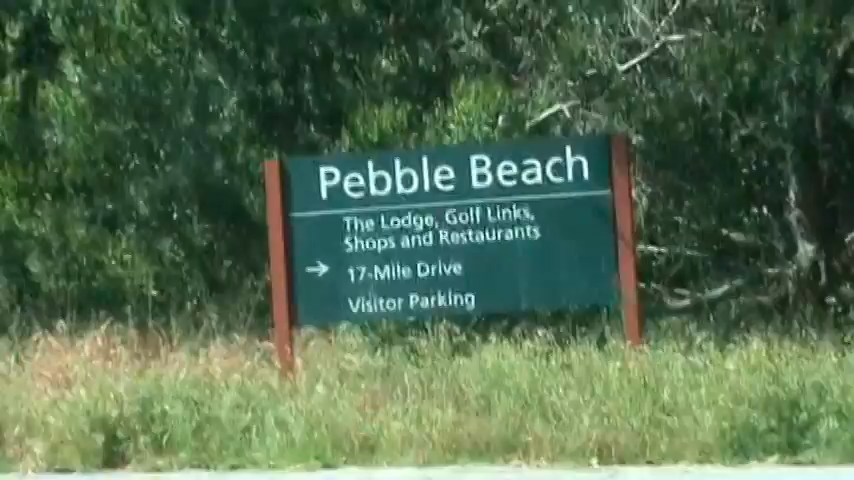 Pebble Beach
The Lodge, Golf Links,
Shops and Restaurants
→ 17-Mile Drive
Visitor Parking